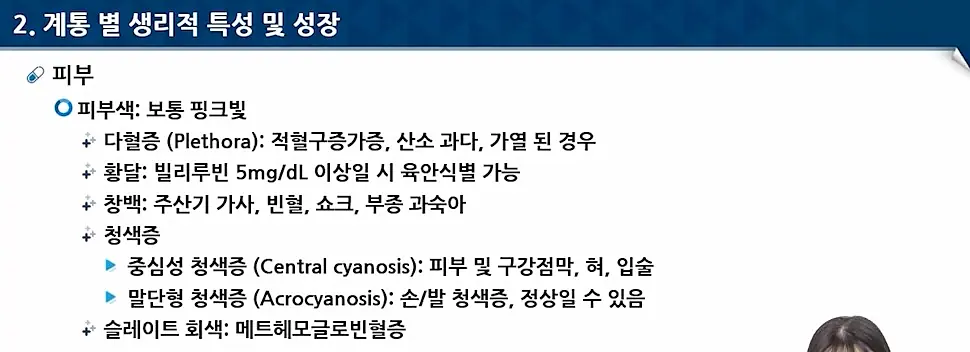 2. 계통 별 생리적 특성 및 성장
피부
피부색: 보통 핑크빛
다혈증 (Plethora): 적혈구증가증, 산소 과다, 가열 된 경우
황달: 빌리루빈 5mg/dL 이상일 시 육안식별 가능
창백: 주산기 가사, 빈혈, 쇼크, 부종 과숙아
청색증
중심성 청색증 (Central cyanosis): 피부 및 구강점막, 혀, 입술
말단형 청색증 (Acrocyanosis): 손/발 청색증, 정상일 수 있음
슬레이트 회색: 메트헤모글로빈혈증